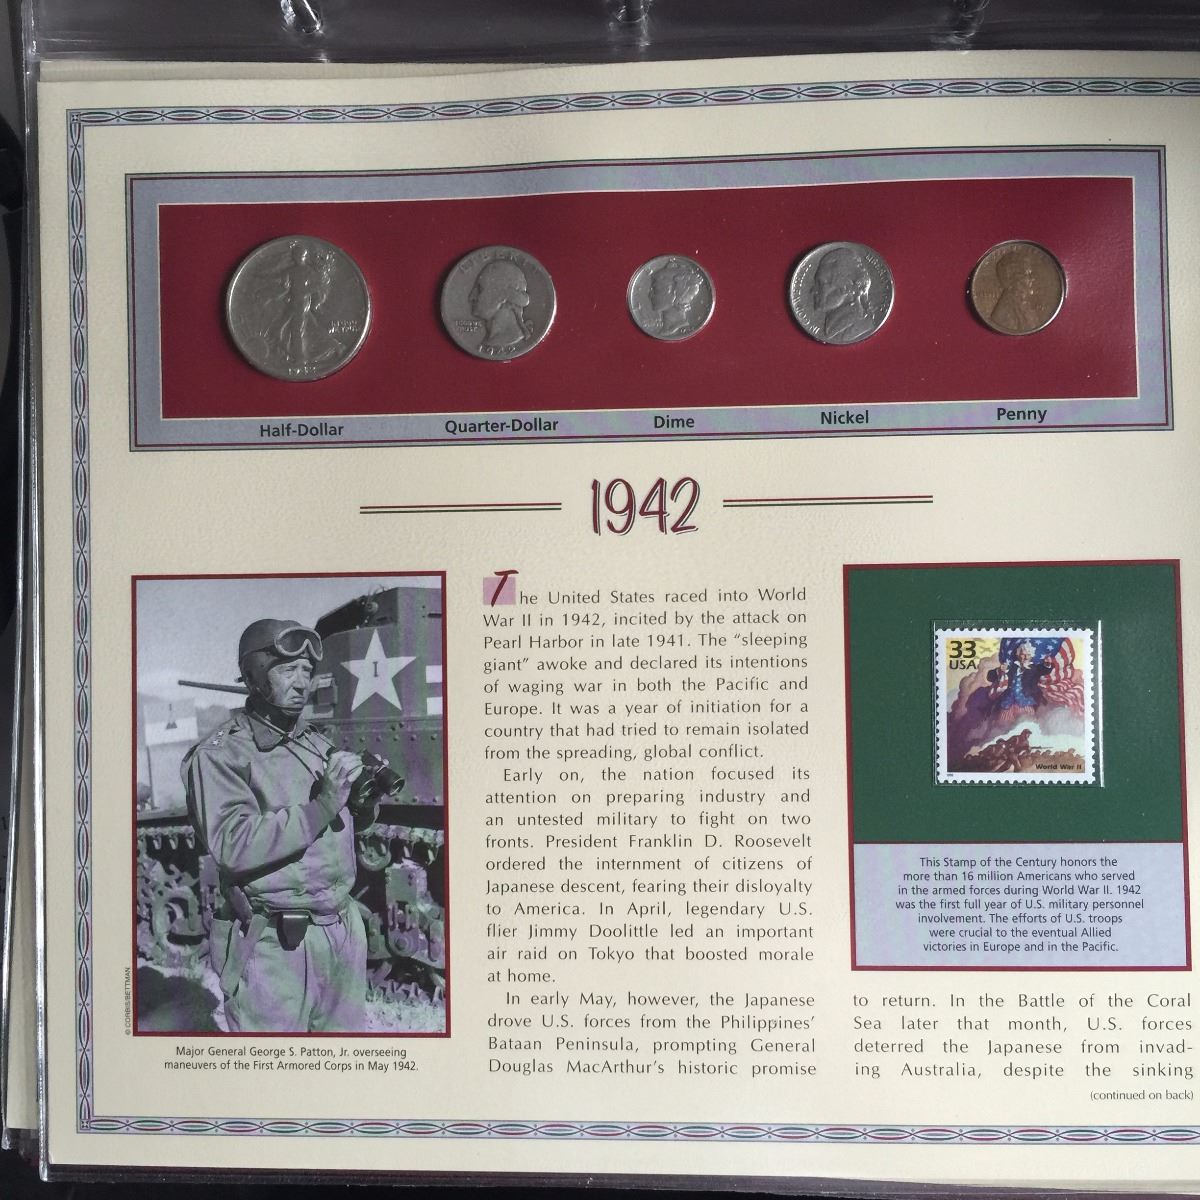 Half-Dollar
Quarter-Dollar
Dime
Nickel
Penny
1942
© CORBIS/BETTMAN
Major General George S. Patton, Jr. overseeing
maneuvers of the First Armored Corps in May 1942.
The United States raced into World
War II in 1942, incited by the attack on
Pearl Harbor in late 1941. The “sleeping
giant” awoke and declared its intentions
of waging war in both the Pacific and
Europe. It was a year of initiation for a
country that had tried to remain isolated
from the spreading, global conflict.
Early on, the nation focused its
attention on preparing industry and
an untested military to fight on two
fronts. President Franklin D. Roosevelt
ordered the internment of citizens of
Japanese descent, fearing their disloyalty
to America. In April, legendary U.S.
flier Jimmy Doolittle led an important
air raid on Tokyo that boosted morale
at home.
In early May, however, the Japanese
drove U.S. forces from the Philippines’
Bataan Peninsula, prompting General
Douglas MacArthur’s historic promise
33
USA
World War II
This Stamp of the Century honors the
more than 16 million Americans who served
in the armed forces during World War II. 1942
was the first full year of U.S. military personnel
involvement. The efforts of U.S. troops
were crucial to the eventual Allied
victories in Europe and in the Pacific.
to return. In the Battle of the Coral
Sea later that month, U.S. forces
deterred the Japanese from invad-
ing Australia, despite the sinking
(continued on back)